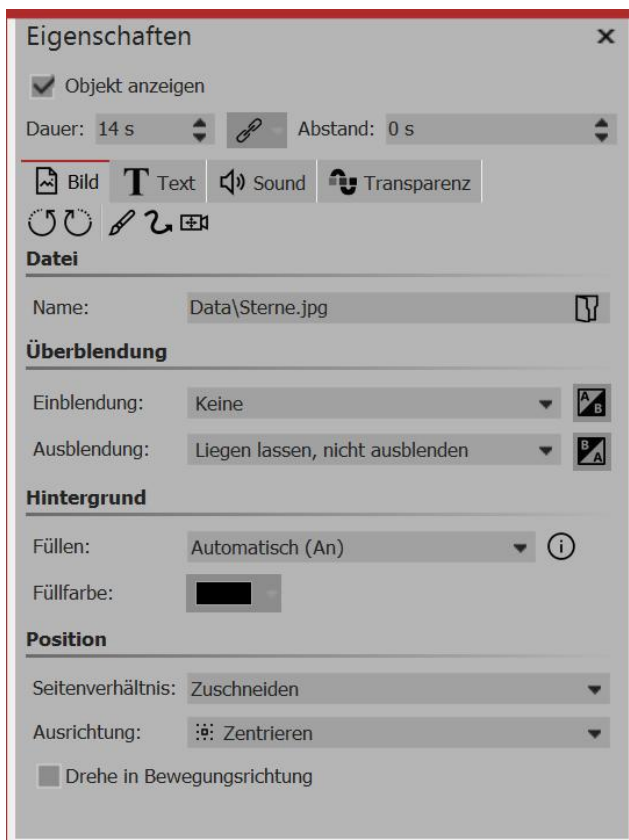 Eigenschaften
Objekt anzeigen
Dauer: 14 s Abstand: 0 s
Bild T Text Sound Transparenz
Datei
Name: Data\Sterne.jpg
Überblendung
Einblendung: Keine A B
Ausblendung: Liegen lassen, nicht ausblenden B A
Hintergrund
Füllen: Automatisch (An) i
Füllfarbe:
Position
Seitenverhältnis: Zuschneiden
Ausrichtung: Zentrieren
Drehe in Bewegungsrichtung